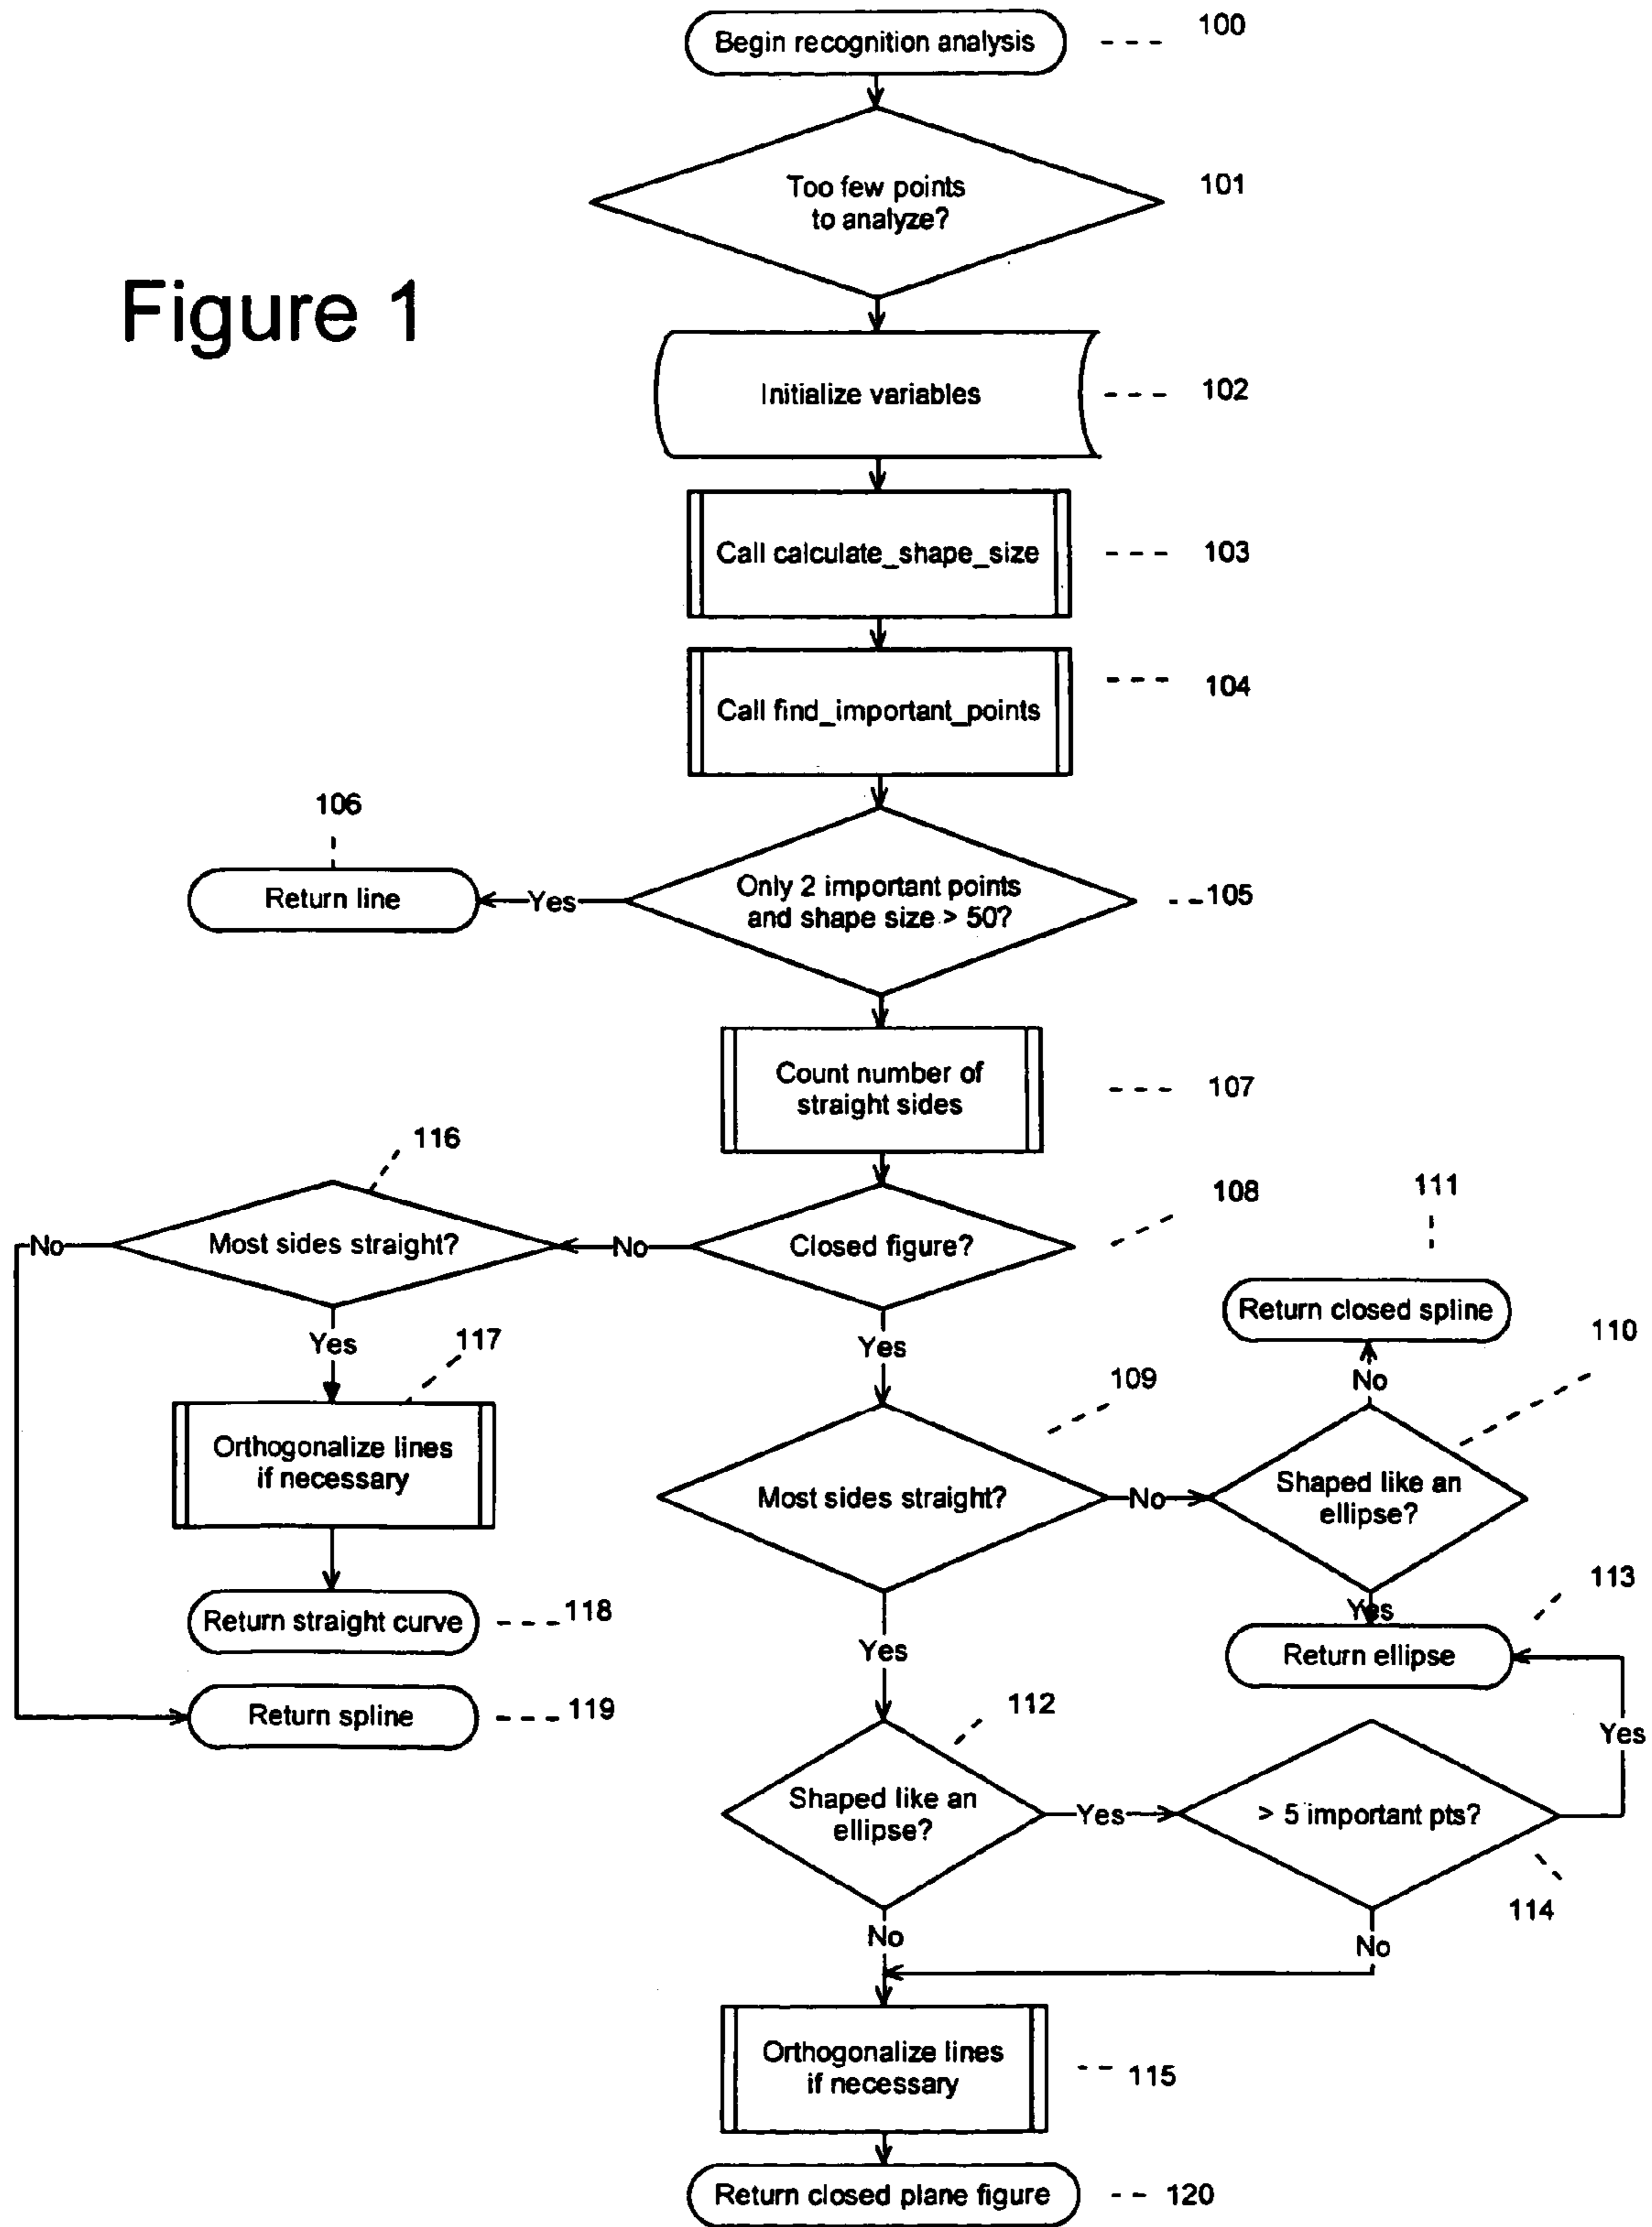 Figure 1
Begin recognition analysis
100
Too few points
to analyze?
101
Initialize variables
102
Call calculate_shape_size
103
Call find_important_points
104
Only 2 important points
and shape size > 50?
105
Yes
106
Return line
Count number of
straight sides
107
Closed figure?
108
No
116
Most sides straight?
No
Yes
117
Orthogonalize lines
if necessary
Return straight curve
118
Return spline
119
Yes
109
Most sides straight?
No
111
Return closed spline
No
110
Shaped like an
ellipse?
Yes
113
Return ellipse
Yes
112
Shaped like an
ellipse?
Yes
> 5 important pts?
Yes
114
No
No
Orthogonalize lines
if necessary
115
Return closed plane figure
120